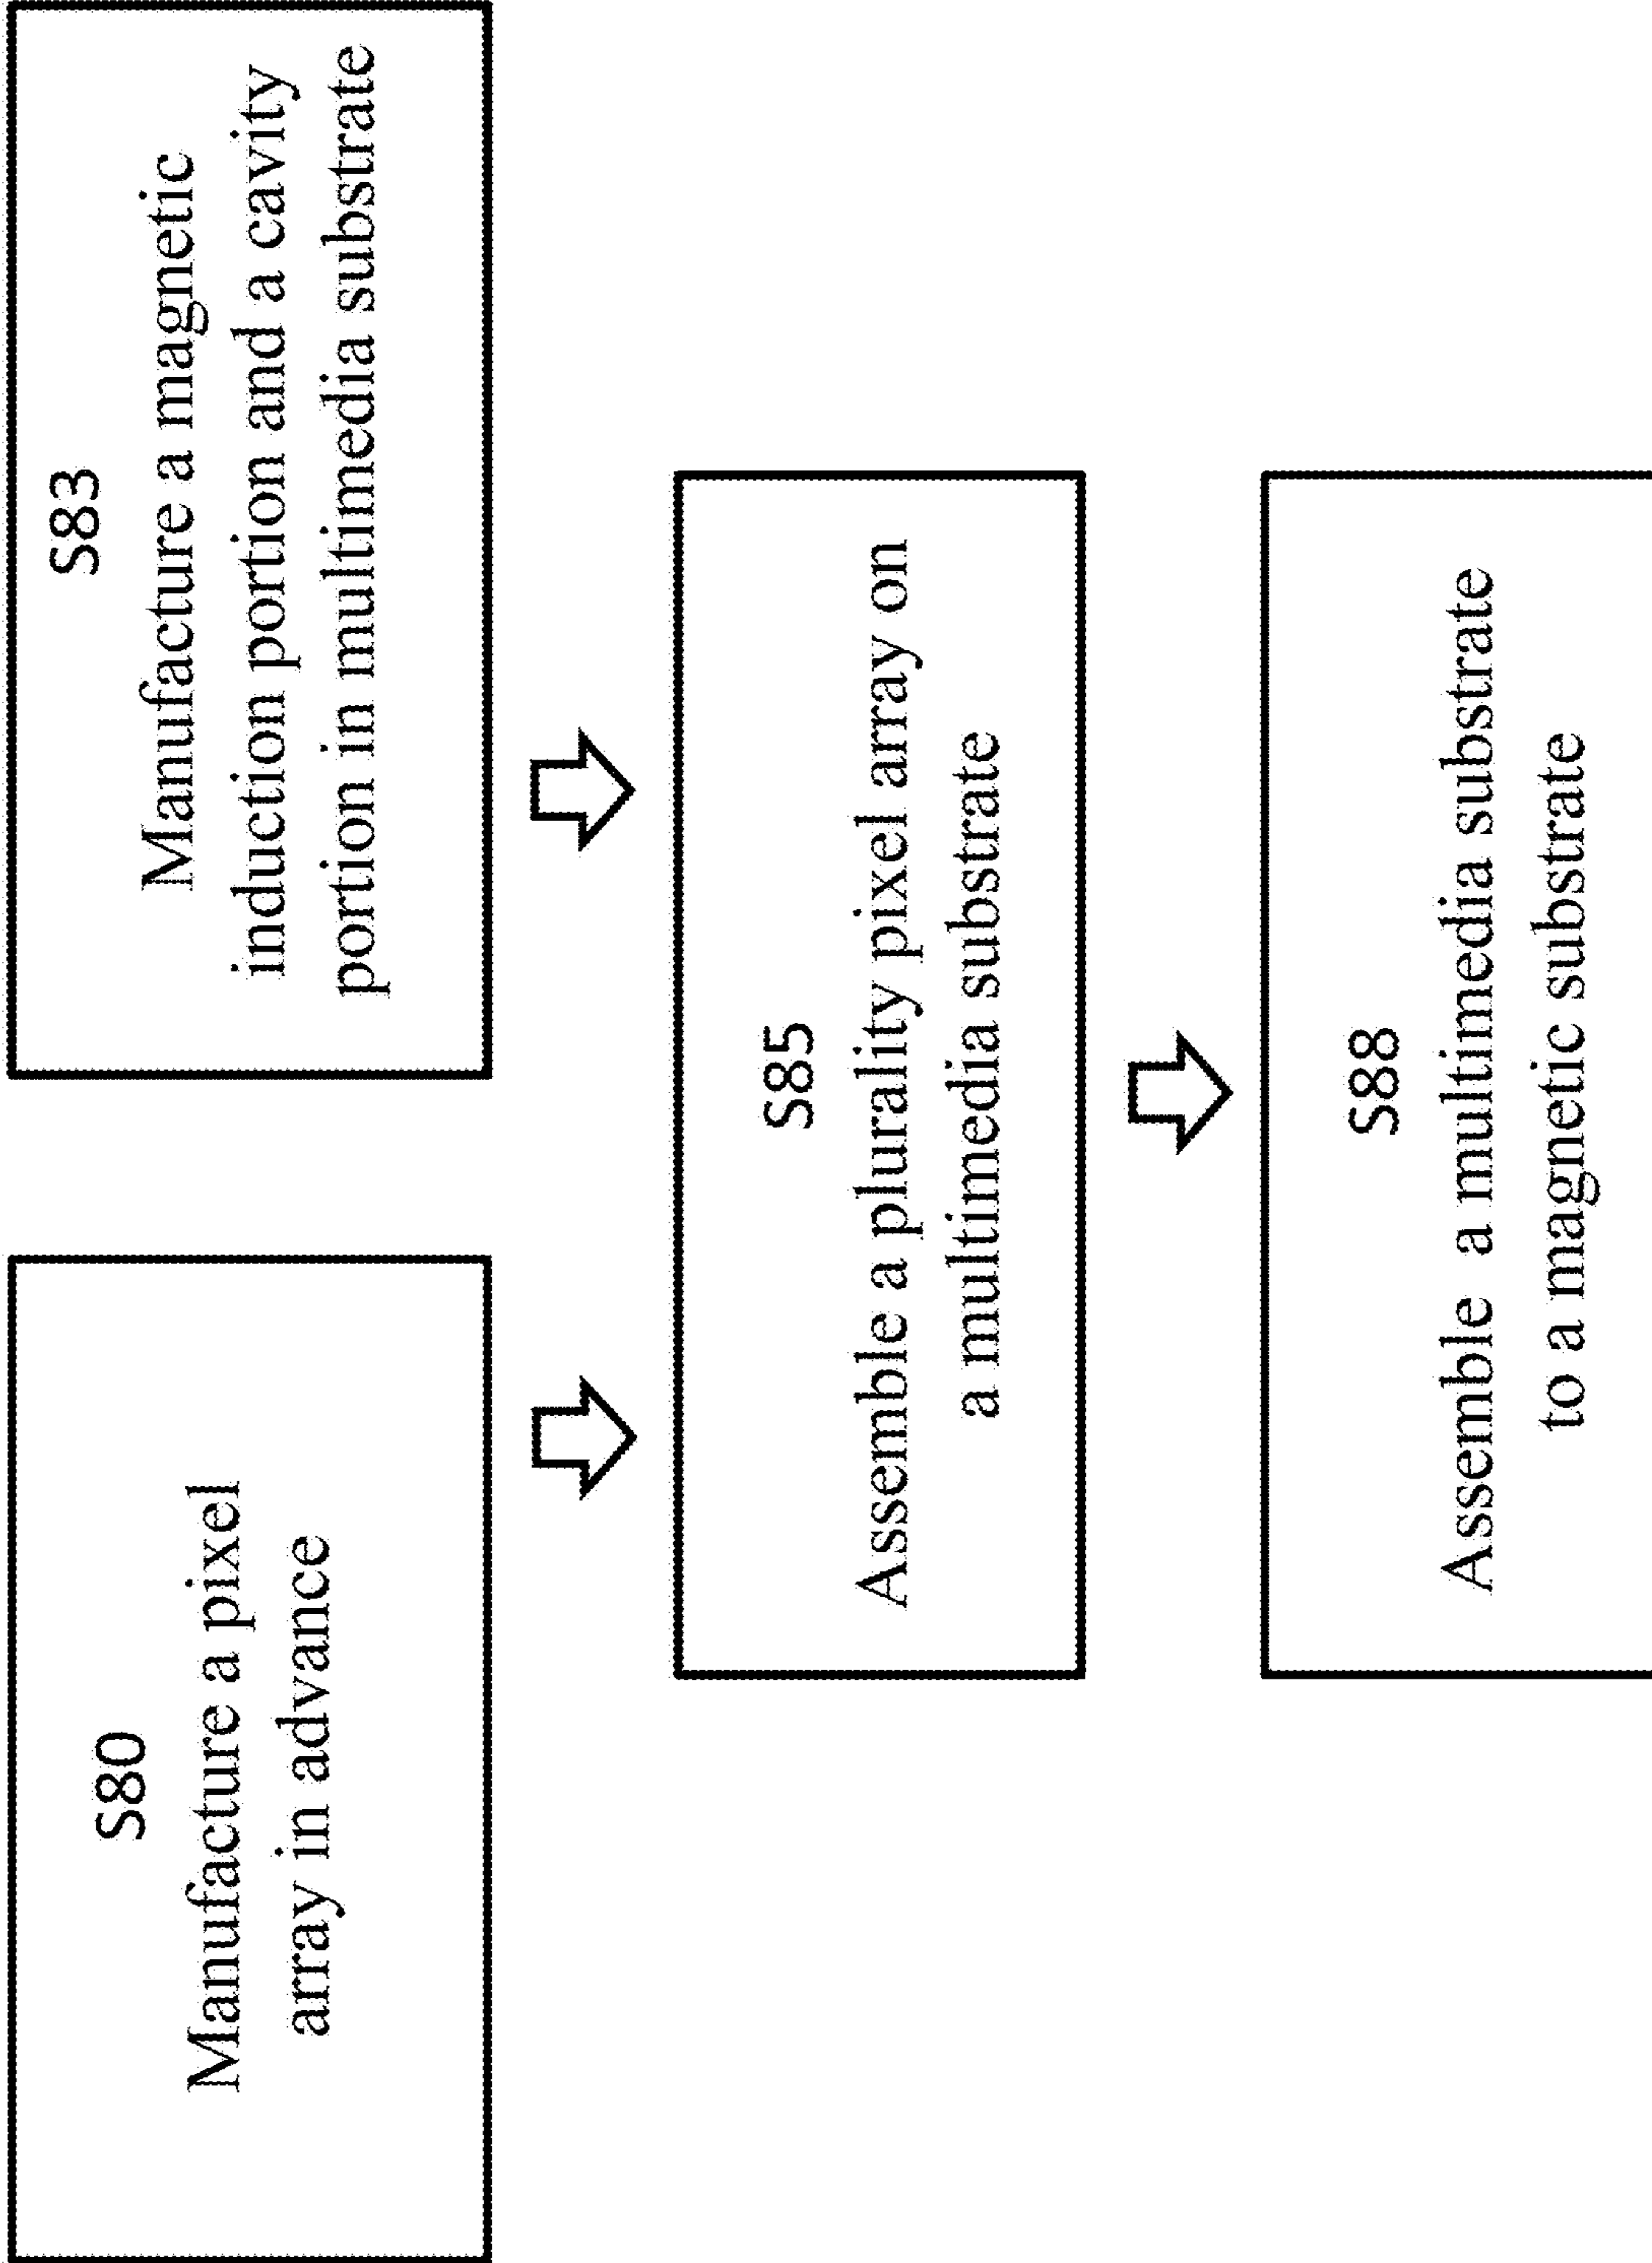 S80
Manufacture a pixel
array in advance
S83
Manufacture a magnetic
induction portion and a cavity
portion in multimedia substrate
S85
Assemble a plurality pixel array on
a multimedia substrate
S88
Assemble a multimedia substrate
to a magnetic substrate